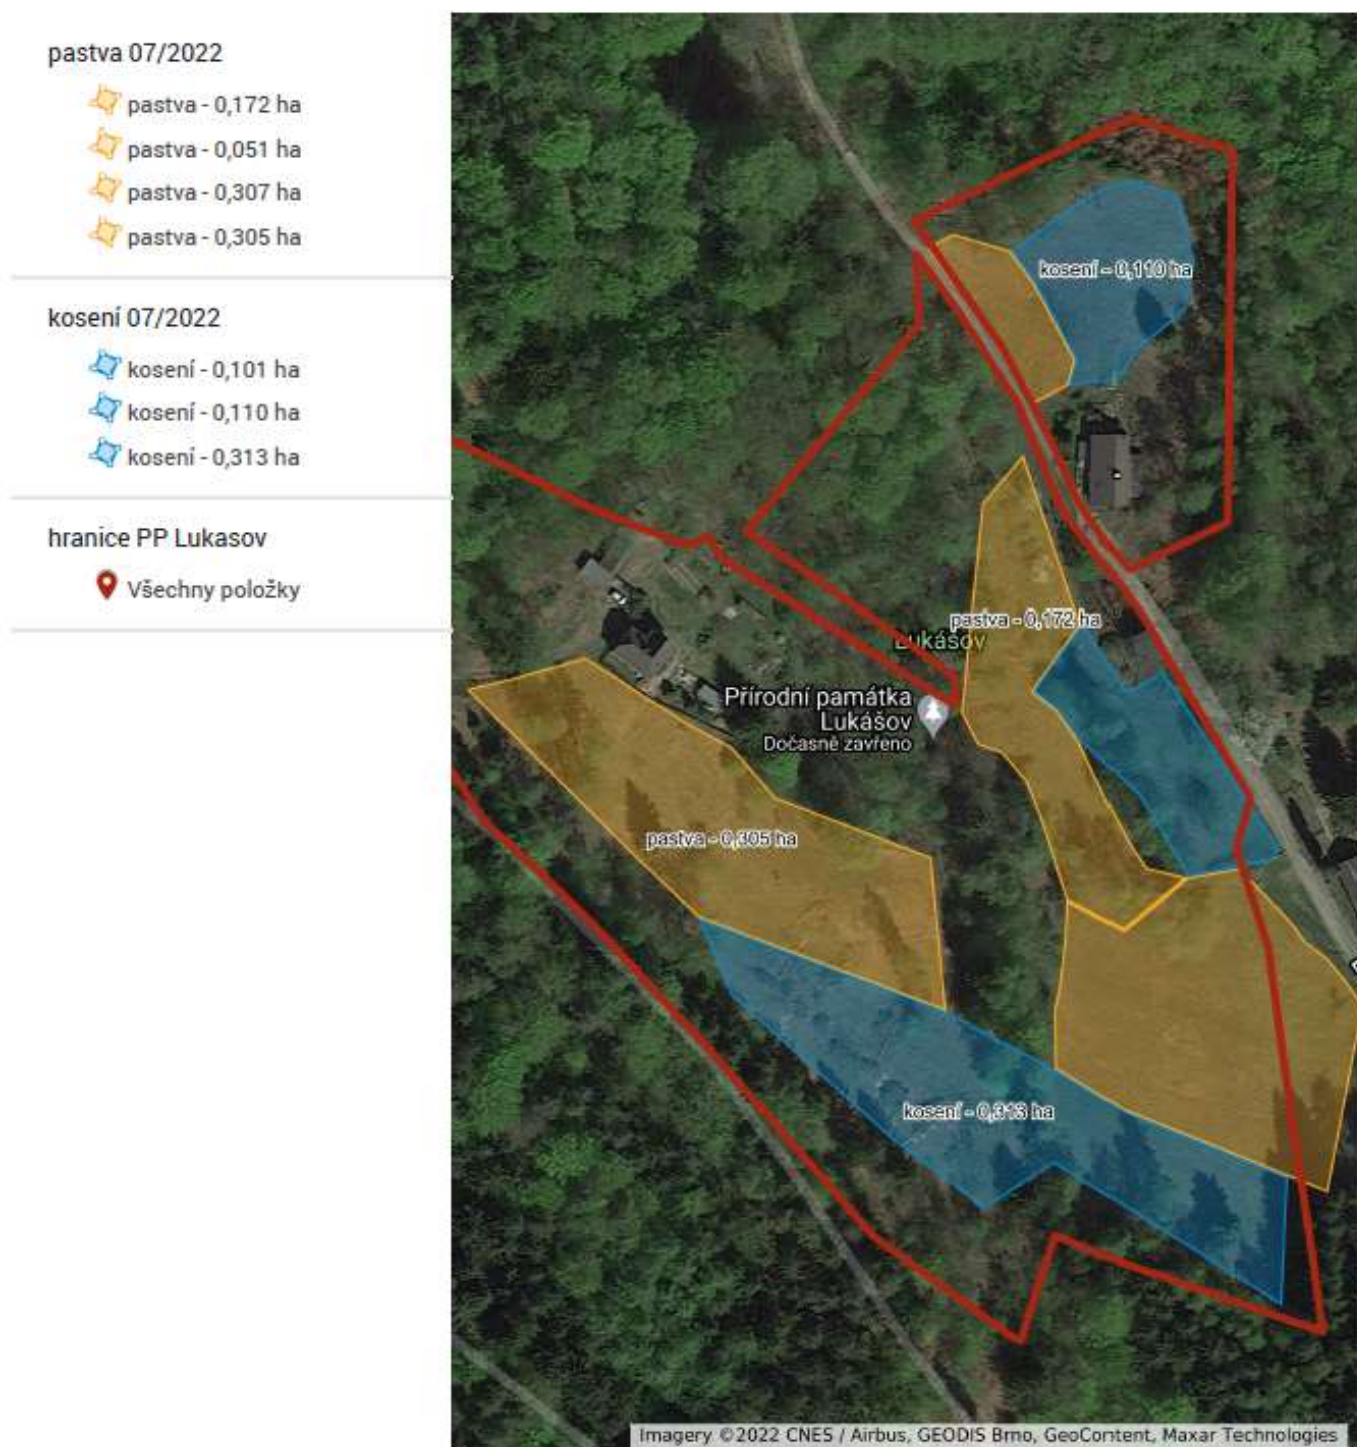 pastva 07/2022
pastva - 0,172 ha
pastva - 0,051 ha
pastva - 0,307 ha
pastva - 0,305 ha
kosení 07/2022
kosení - 0,101 ha
kosení - 0,110 ha
kosení - 0,313 ha
hranice PP Lukasov
Všechny položky
kosení - 0,110 ha
pastva - 0,172 ha
Lukášov
Přírodní památka
Lukášov
Dočasně zavřeno
pastva - 0,305 ha
kosení - 0,313 ha
Imagery ©2022 CNES / Airbus, GEODIS Brno, GeoContent, Maxar Technologies